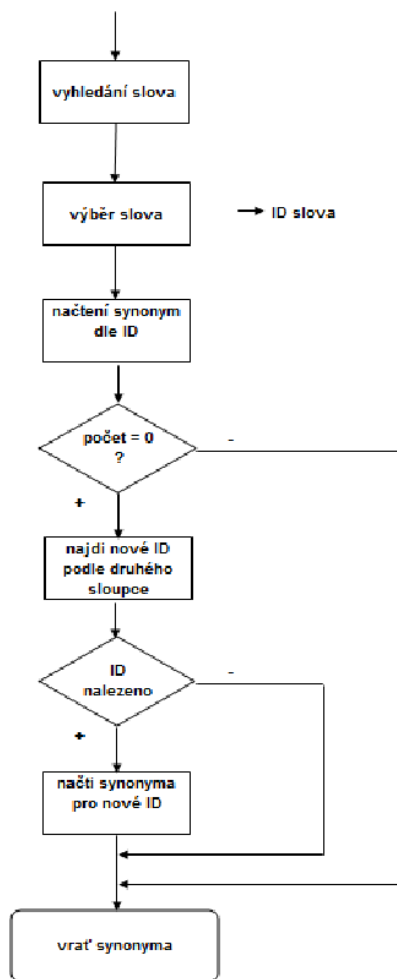 vyhledání slova
výběr slova
ID slova
načtení synonym
dle ID
počet = 0
?
-
+
najdi nové ID
podle druhého
sloupce
ID
nalezeno
-
+
načti synonyma
pro nové ID
vrať synonyma